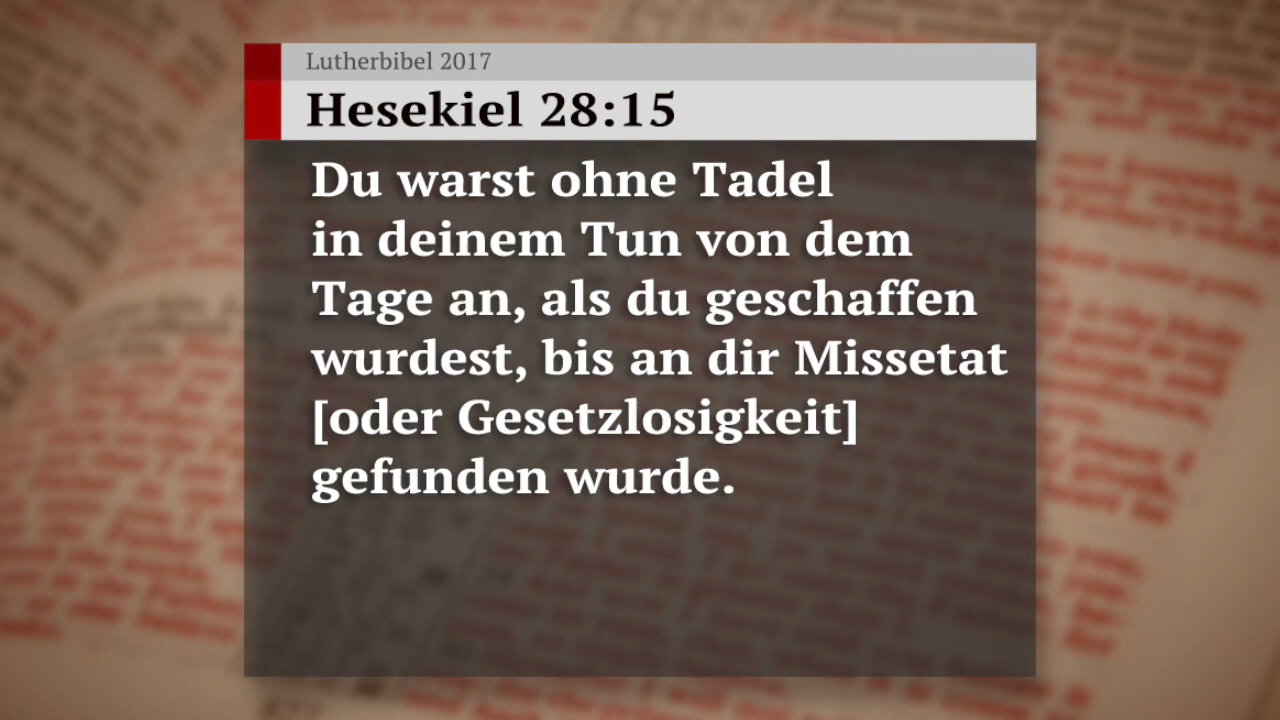 Lutherbibel 2017
Hesekiel 28:15
Du warst ohne Tadel
in deinem Tun von dem
Tage an, als du geschaffen
wurdest, bis an dir Missetat
[oder Gesetzlosigkeit]
gefunden wurde.